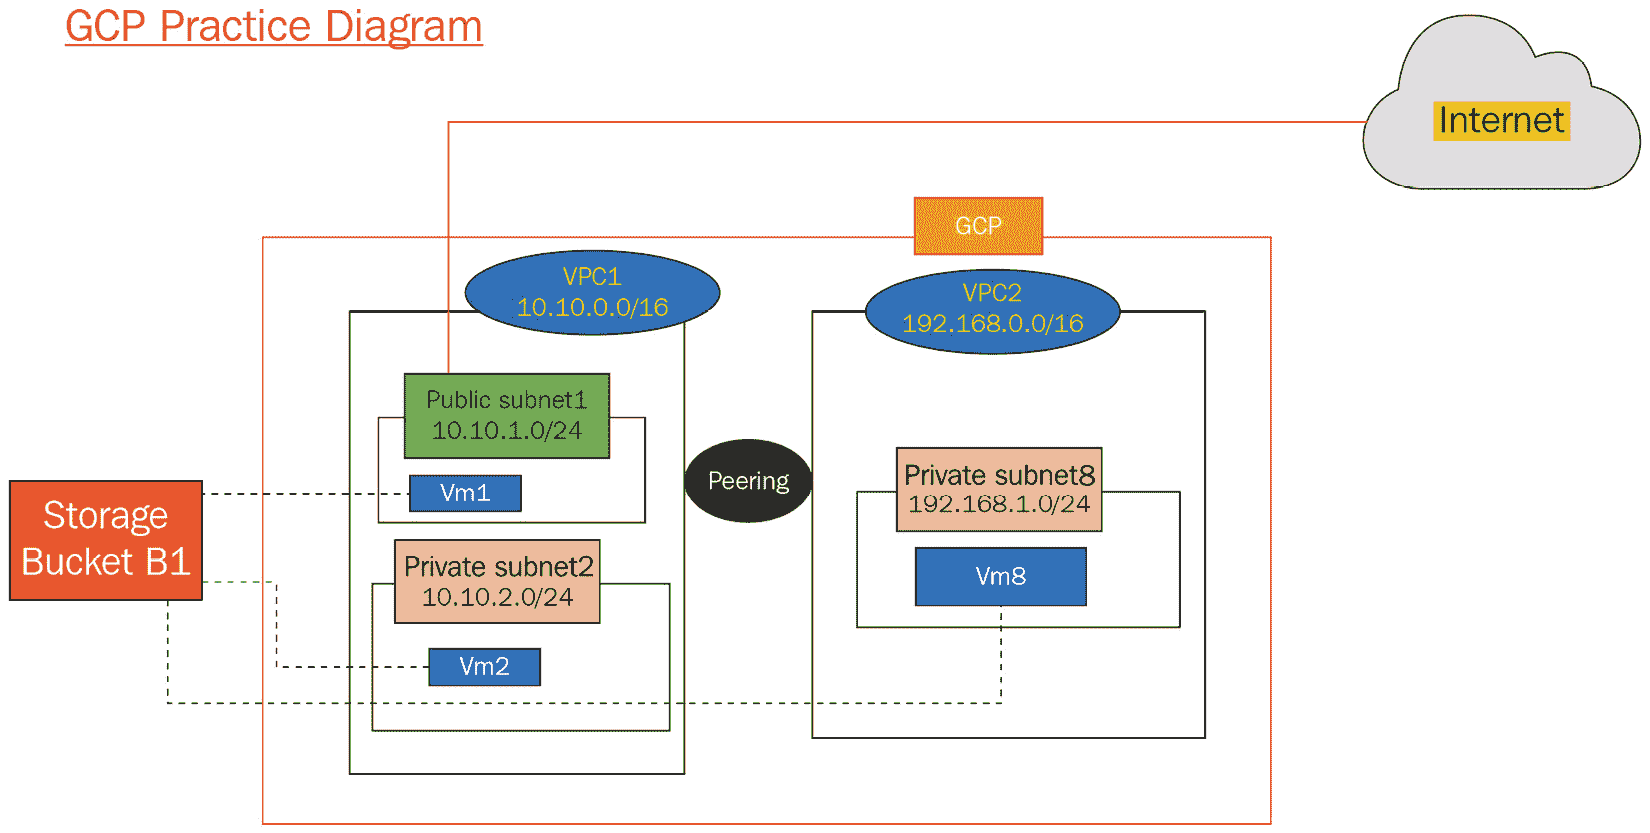 GCP Practice Diagram
Internet
GCP
VPC1
10.10.0.0/16
VPC2
192.168.0.0/16
Public subnet1
10.10.1.0/24
Vm1
Peering
Private subnet8
192.168.1.0/24
Storage
Bucket B1
Private subnet2
10.10.2.0/24
Vm8
Vm2